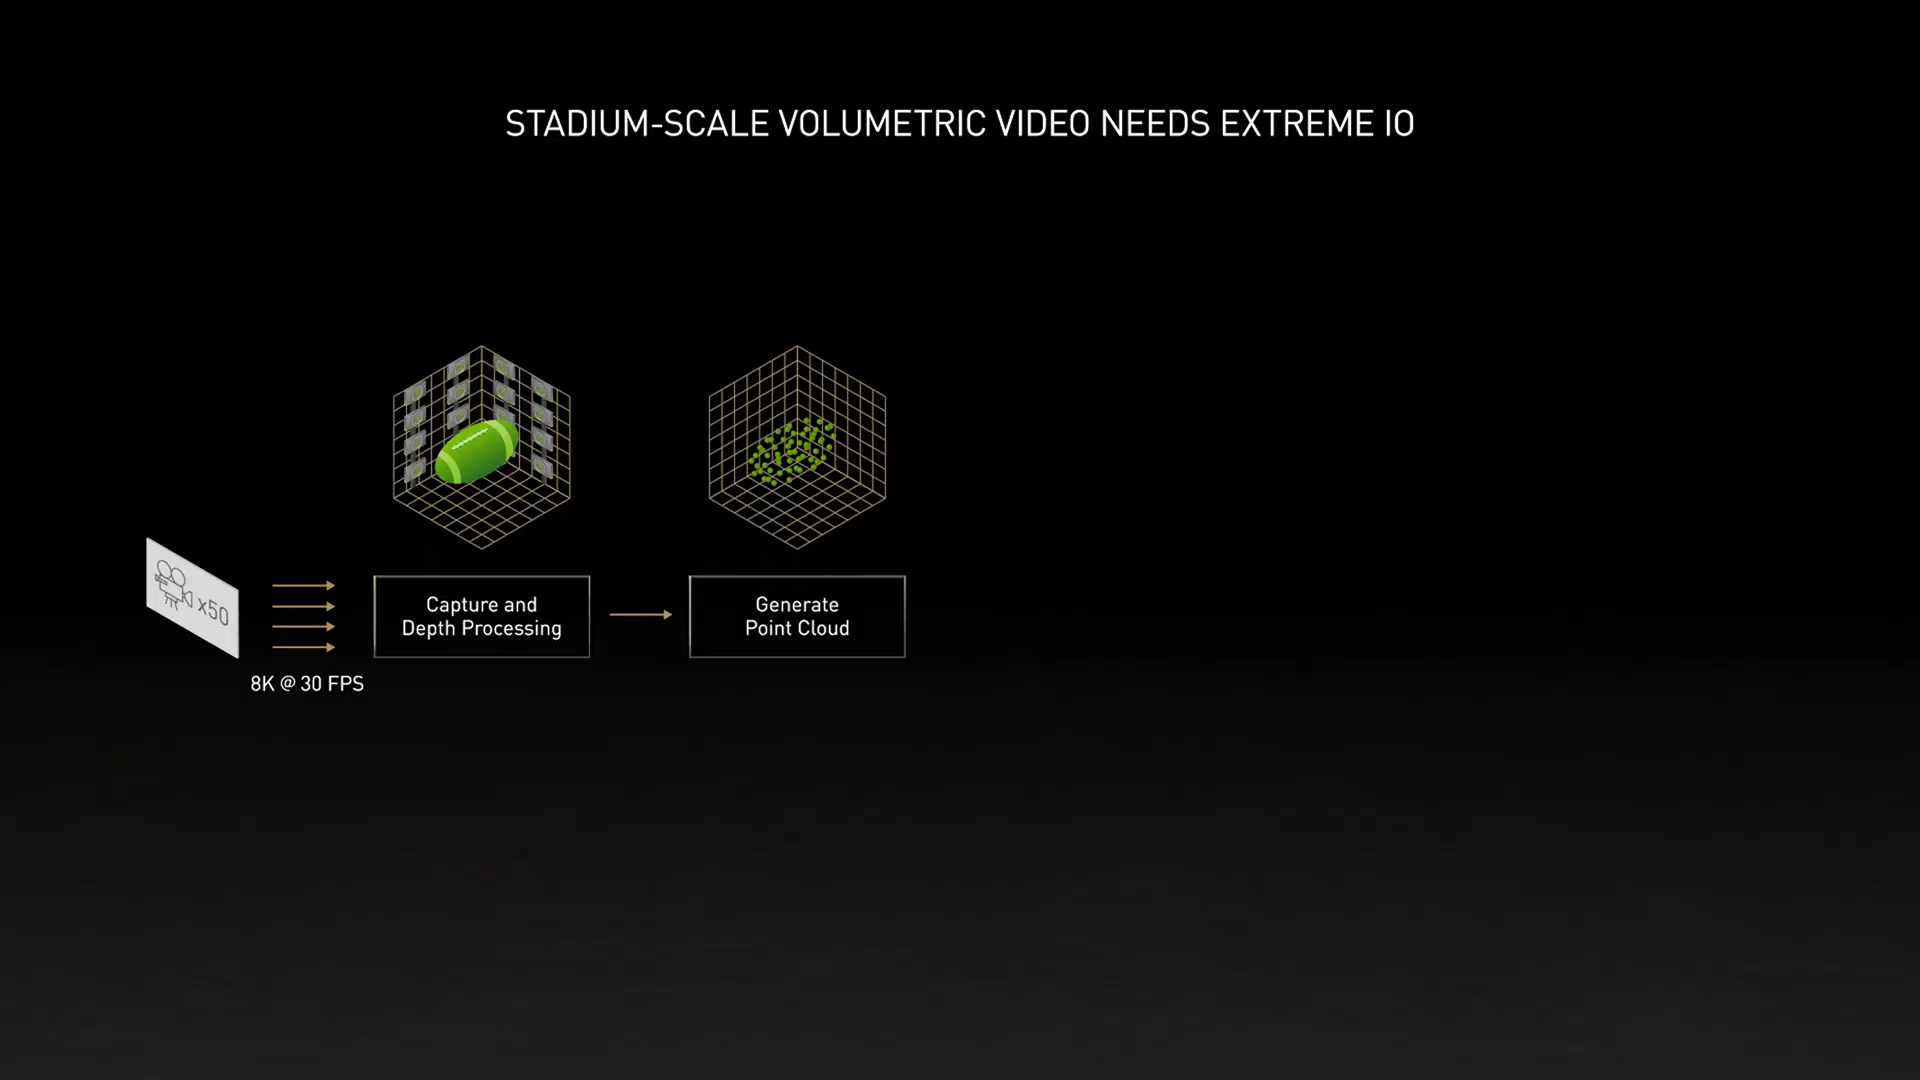 STADIUM-SCALE VOLUMETRIC VIDEO NEEDS EXTREME IO
x50
8K @ 30 FPS
Capture and
Depth Processing
Generate
Point Cloud